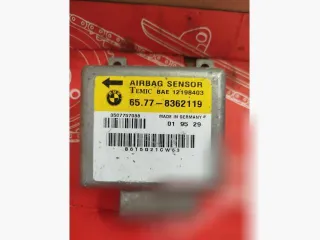 AIRBAG SENSOR
TEMIC BAE 12198403
65.77-8362119
MADE IN GERMANY
01 95 29